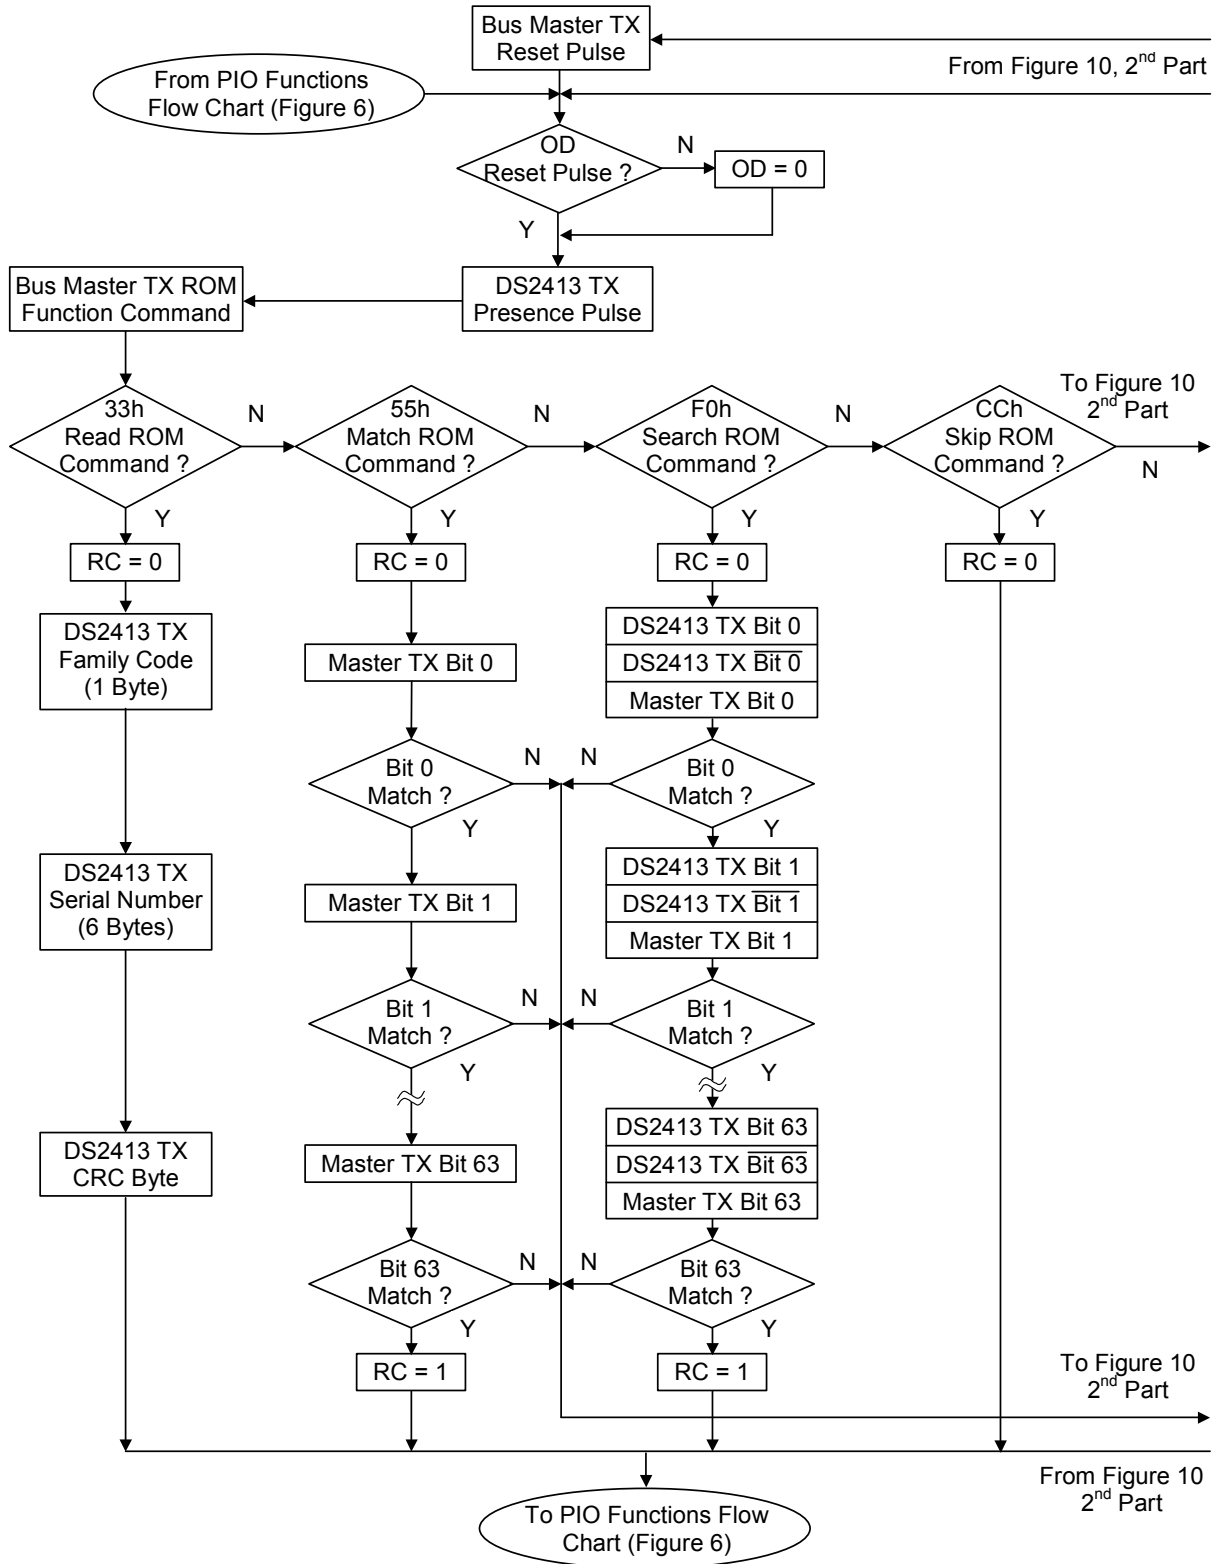 Bus Master TX
Reset Pulse
From Figure 10, 2nd Part
From PIO Functions
Flow Chart (Figure 6)
OD
Reset Pulse ?
N
OD = 0
Y
Bus Master TX ROM
Function Command
DS2413 TX
Presence Pulse
To Figure 10
2nd Part
33h
Read ROM
Command ?
N
55h
Match ROM
Command ?
N
F0h
Search ROM
Command ?
N
CCh
Skip ROM
Command ?
N
Y
Y
Y
Y
RC = 0
RC = 0
RC = 0
RC = 0
DS2413 TX
Family Code
(1 Byte)
Master TX Bit 0
DS2413 TX Bit 0
DS2413 TX B̅i̅t̅ ̅0̅
Master TX Bit 0
Bit 0
Match ?
N
N
Bit 0
Match ?
Y
Y
DS2413 TX
Serial Number
(6 Bytes)
Master TX Bit 1
DS2413 TX Bit 1
DS2413 TX B̅i̅t̅ ̅1̅
Master TX Bit 1
Bit 1
Match ?
N
N
Bit 1
Match ?
Y
Y
DS2413 TX
CRC Byte
Master TX Bit 63
DS2413 TX Bit 63
DS2413 TX B̅i̅t̅ ̅6̅3̅
Master TX Bit 63
Bit 63
Match ?
N
N
Bit 63
Match ?
Y
Y
RC = 1
RC = 1
To Figure 10
2nd Part
From Figure 10
2nd Part
To PIO Functions Flow
Chart (Figure 6)